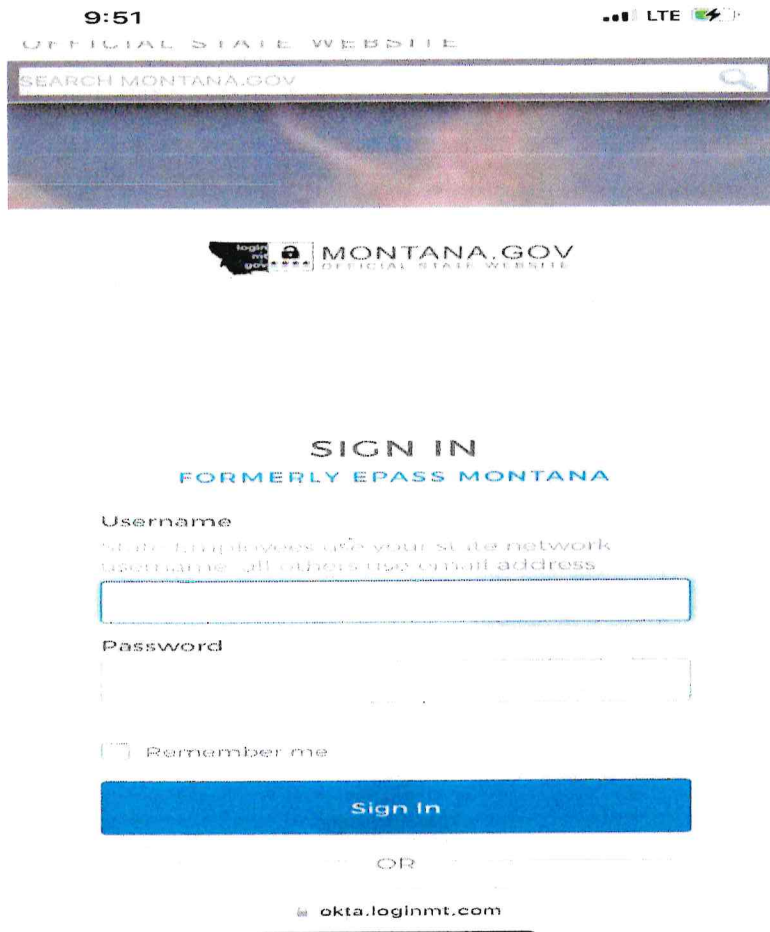 9:51 LTE
OFFICIAL STATE WEBSITE
SEARCH MONTANA.GOV
login
mt
gov
MONTANA.GOV
OFFICIAL STATE WEBSITE
SIGN IN
FORMERLY EPASS MONTANA
Username
State Employees use your state network
username, all others use email address
Password
Remember me
Sign In
OR
okta.loginmt.com